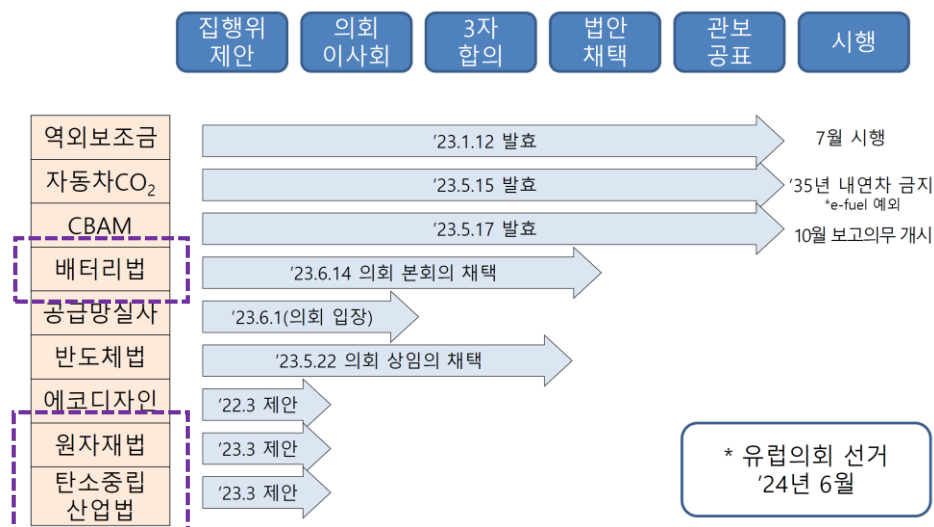 집행위
제안
의회
이사회
3자
합의
법안
채택
관보
공표
시행
역외보조금
'23.1.12 발효
7월 시행
자동차CO₂
'23.5.15 발효
'35년 내연차 금지
*e-fuel 예외
CBAM
'23.5.17 발효
10월 보고의무 개시
배터리법
'23.6.14 의회 본회의 채택
공급망실사
'23.6.1(의회 입장)
반도체법
'23.5.22 의회 상임의 채택
에코디자인
'22.3 제안
원자재법
'23.3 제안
탄소중립
산업법
'23.3 제안
* 유럽의회 선거
'24년 6월